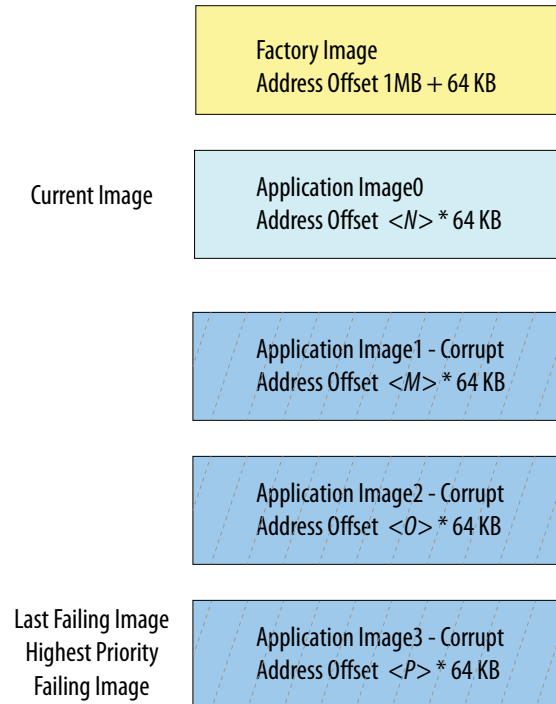 Factory Image
Address Offset 1MB + 64 KB
Current Image
Application Image0
Address Offset <N> * 64 KB
Application Image1 - Corrupt
Address Offset <M> * 64 KB
Application Image2 - Corrupt
Address Offset <O> * 64 KB
Last Failing Image
Highest Priority
Failing Image
Application Image3 - Corrupt
Address Offset <P> * 64 KB